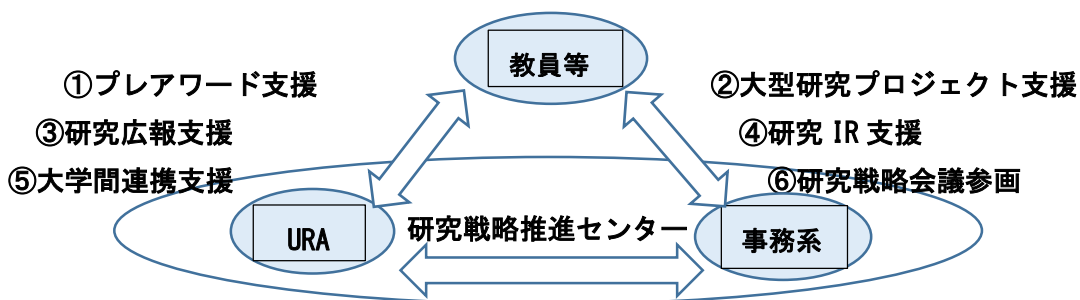 教員等
①プレアワード支援
②大型研究プロジェクト支援
③研究広報支援
④研究 IR 支援
⑤大学間連携支援
⑥研究戦略会議参画
研究戦略推進センター
URA
事務系